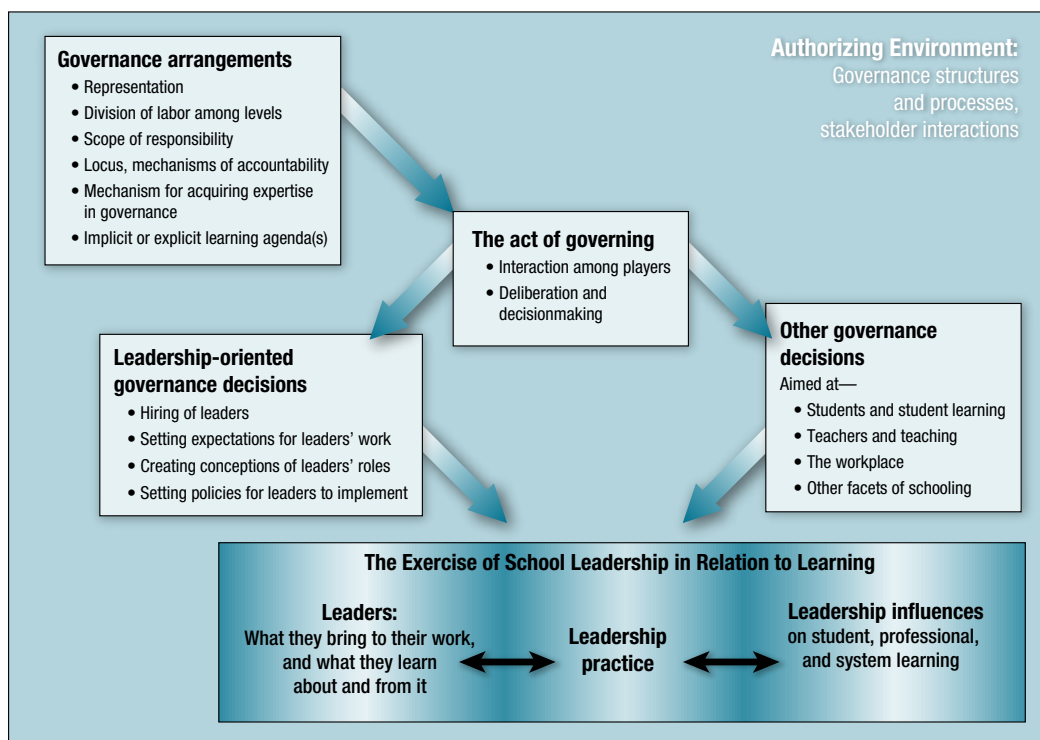 Governance arrangements
• Representation
• Division of labor among levels
• Scope of responsibility
• Locus, mechanisms of accountability
• Mechanism for acquiring expertise
in governance
• Implicit or explicit learning agenda(s)
Authorizing Environment:
Governance structures
and processes,
stakeholder interactions
The act of governing
• Interaction among players
• Deliberation and
decisionmaking
Leadership-oriented
governance decisions
• Hiring of leaders
• Setting expectations for leaders’ work
• Creating conceptions of leaders’ roles
• Setting policies for leaders to implement
Other governance
decisions
Aimed at—
• Students and student learning
• Teachers and teaching
• The workplace
• Other facets of schooling
The Exercise of School Leadership in Relation to Learning
Leaders:
What they bring to their work,
and what they learn
about and from it
Leadership
practice
Leadership influences
on student, professional,
and system learning